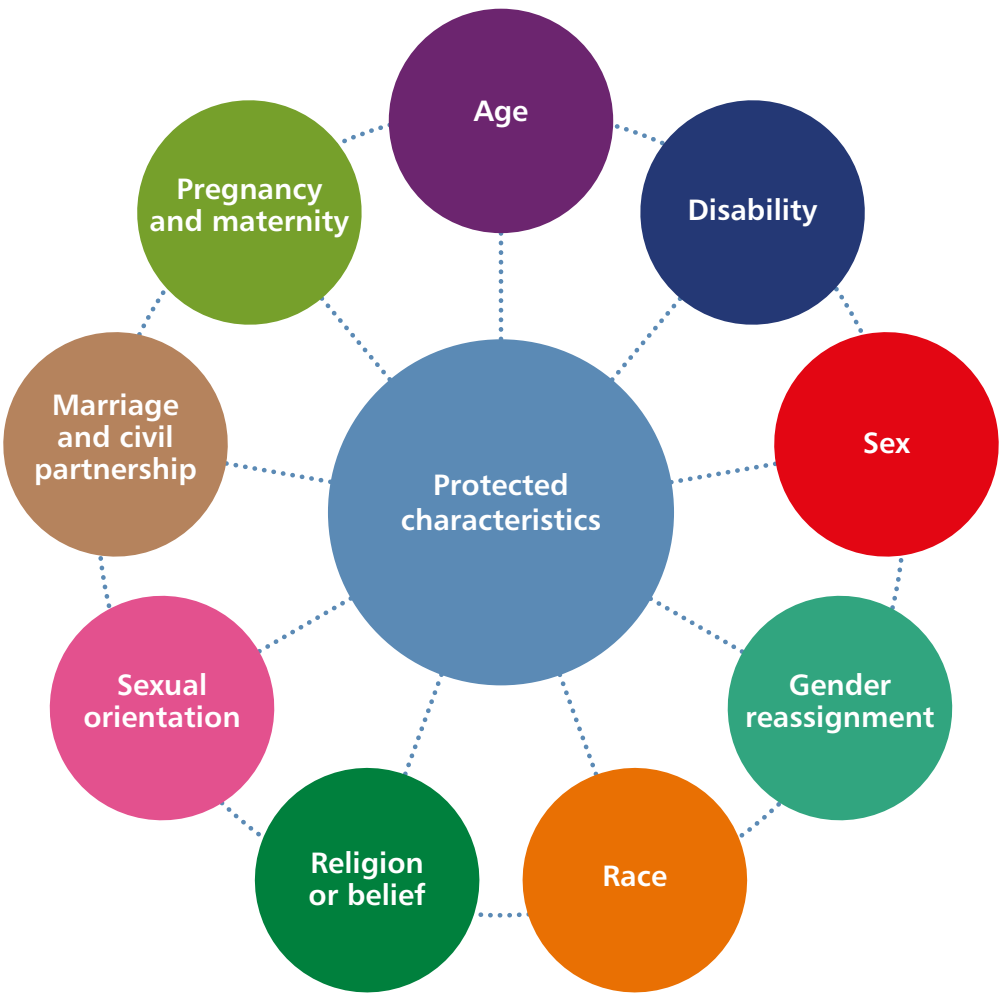 Age
Disability
Sex
Gender
reassignment
Race
Religion
or belief
Sexual
orientation
Marriage
and civil
partnership
Pregnancy
and maternity
Protected
characteristics